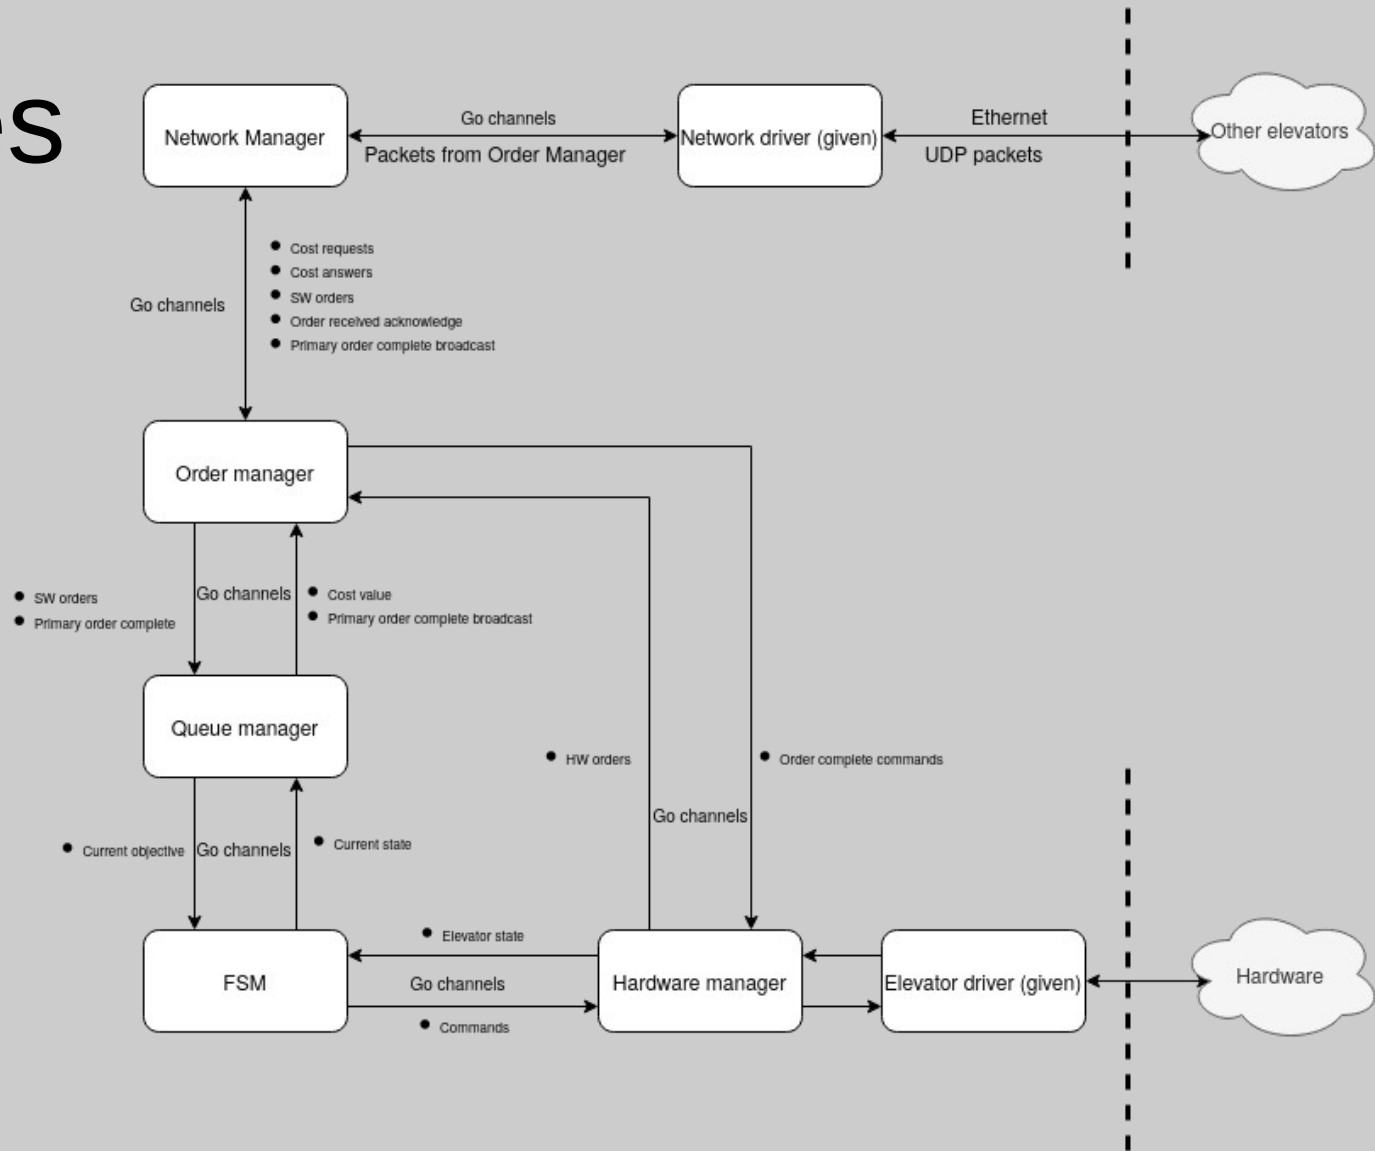 es
Network Manager
Go channels
Packets from Order Manager
Network driver (given)
Ethernet
UDP packets
Other elevators
Go channels
Cost requests
Cost answers
SW orders
Order received acknowledge
Primary order complete broadcast
Order manager
SW orders
Primary order complete
Go channels
Cost value
Primary order complete broadcast
Queue manager
HW orders
Order complete commands
Go channels
Current objective
Go channels
Current state
FSM
Elevator state
Go channels
Commands
Hardware manager
Elevator driver (given)
Hardware